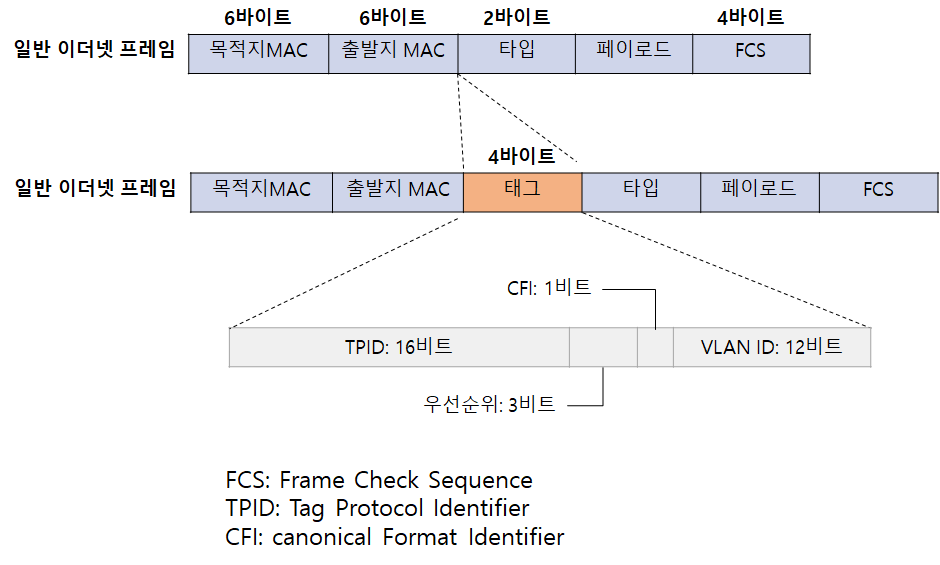 6바이트 6바이트 2바이트 4바이트
일반 이더넷 프레임 목적지MAC 출발지 MAC 타입 페이로드 FCS
4바이트
일반 이더넷 프레임 목적지MAC 출발지 MAC 태그 타입 페이로드 FCS
CFI: 1비트
TPID: 16비트 VLAN ID: 12비트
우선순위: 3비트
FCS: Frame Check Sequence
TPID: Tag Protocol Identifier
CFI: canonical Format Identifier